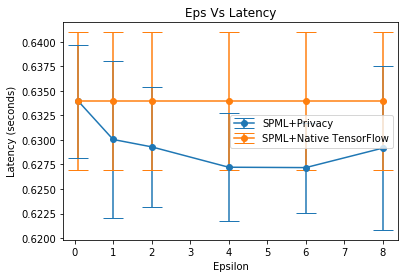 Eps Vs Latency
Latency (seconds)
0.6400
0.6375
0.6350
0.6325
0.6300
0.6275
0.6250
0.6225
0.6200
SPML+Privacy
SPML+Native TensorFlow
0 1 2 3 4 5 6 7 8
Epsilon